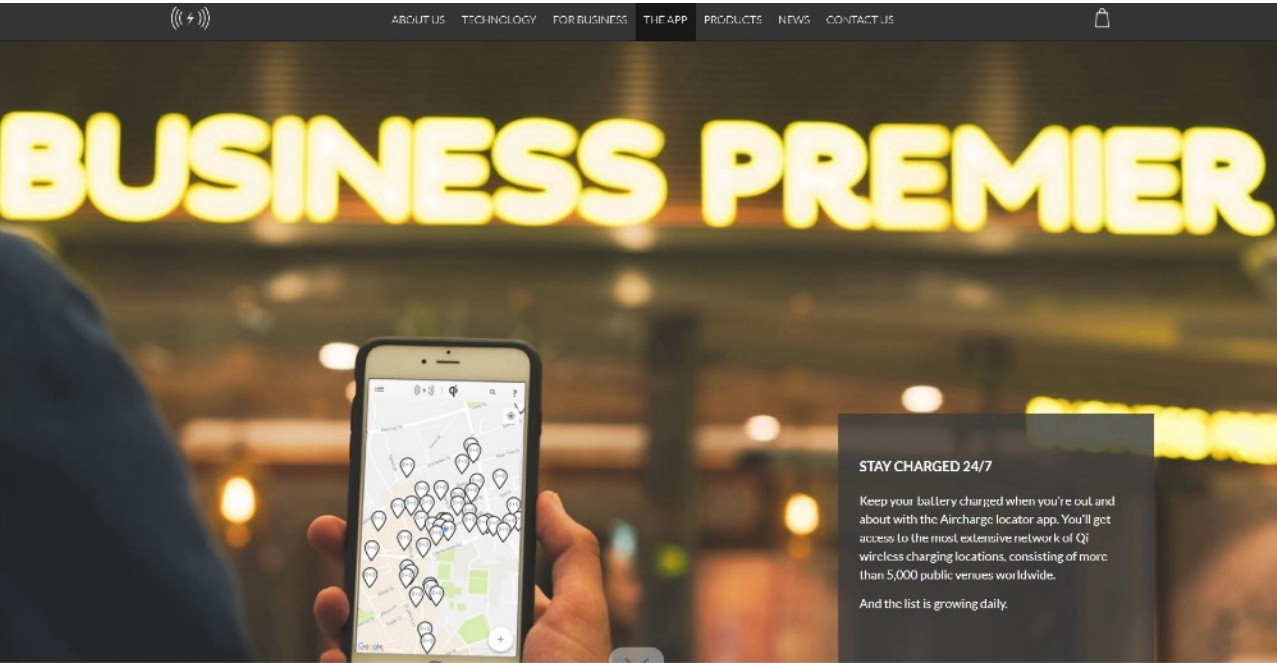 ABOUT US TECHNOLOGY FOR BUSINESS THE APP PRODUCTS NEWS CONTACT US
BUSINESS PREMIER
Qi
Google
STAY CHARGED 24/7
Keep your battery charged when you're out and
about with the Aircharge locator app. You'll get
access to the most extensive network of Qi
wireless charging locations, consisting of more
than 5,000 public venues worldwide.
And the list is growing daily.